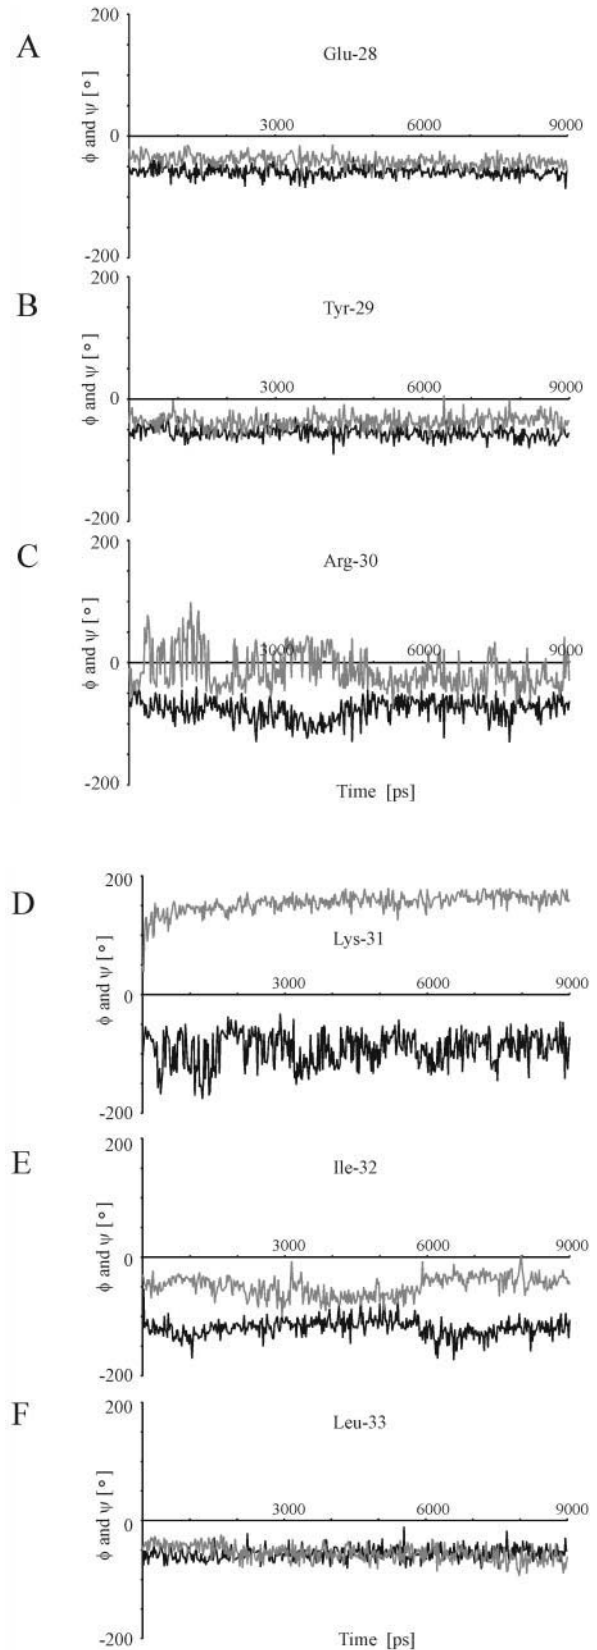 A
200
Glu-28
3000
6000
9000
0
ϕ and ψ [°]
-200
B
200
Tyr-29
3000
6000
9000
0
ϕ and ψ [°]
-200
C
200
Arg-30
3000
6000
9000
0
ϕ and ψ [°]
-200
Time [ps]
D
200
Lys-31
3000
6000
9000
0
ϕ and ψ [°]
-200
E
200
Ile-32
3000
6000
9000
0
ϕ and ψ [°]
-200
F
200
Leu-33
3000
6000
9000
0
ϕ and ψ [°]
-200
Time [ps]